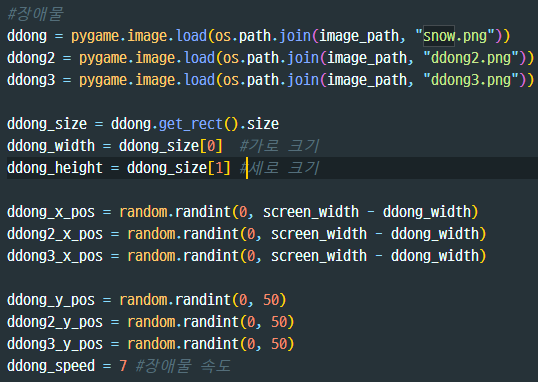 #장애물
ddong = pygame.image.load(os.path.join(image_path, "snow.png"))
ddong2 = pygame.image.load(os.path.join(image_path, "ddong2.png"))
ddong3 = pygame.image.load(os.path.join(image_path, "ddong3.png"))
ddong_size = ddong.get_rect().size
ddong_width = ddong_size[0]  #가로 크기
ddong_height = ddong_size[1] #세로 크기
ddong_x_pos = random.randint(0, screen_width - ddong_width)
ddong2_x_pos = random.randint(0, screen_width - ddong_width)
ddong3_x_pos = random.randint(0, screen_width - ddong_width)
ddong_y_pos = random.randint(0, 50)
ddong2_y_pos = random.randint(0, 50)
ddong3_y_pos = random.randint(0, 50)
ddong_speed = 7 #장애물 속도